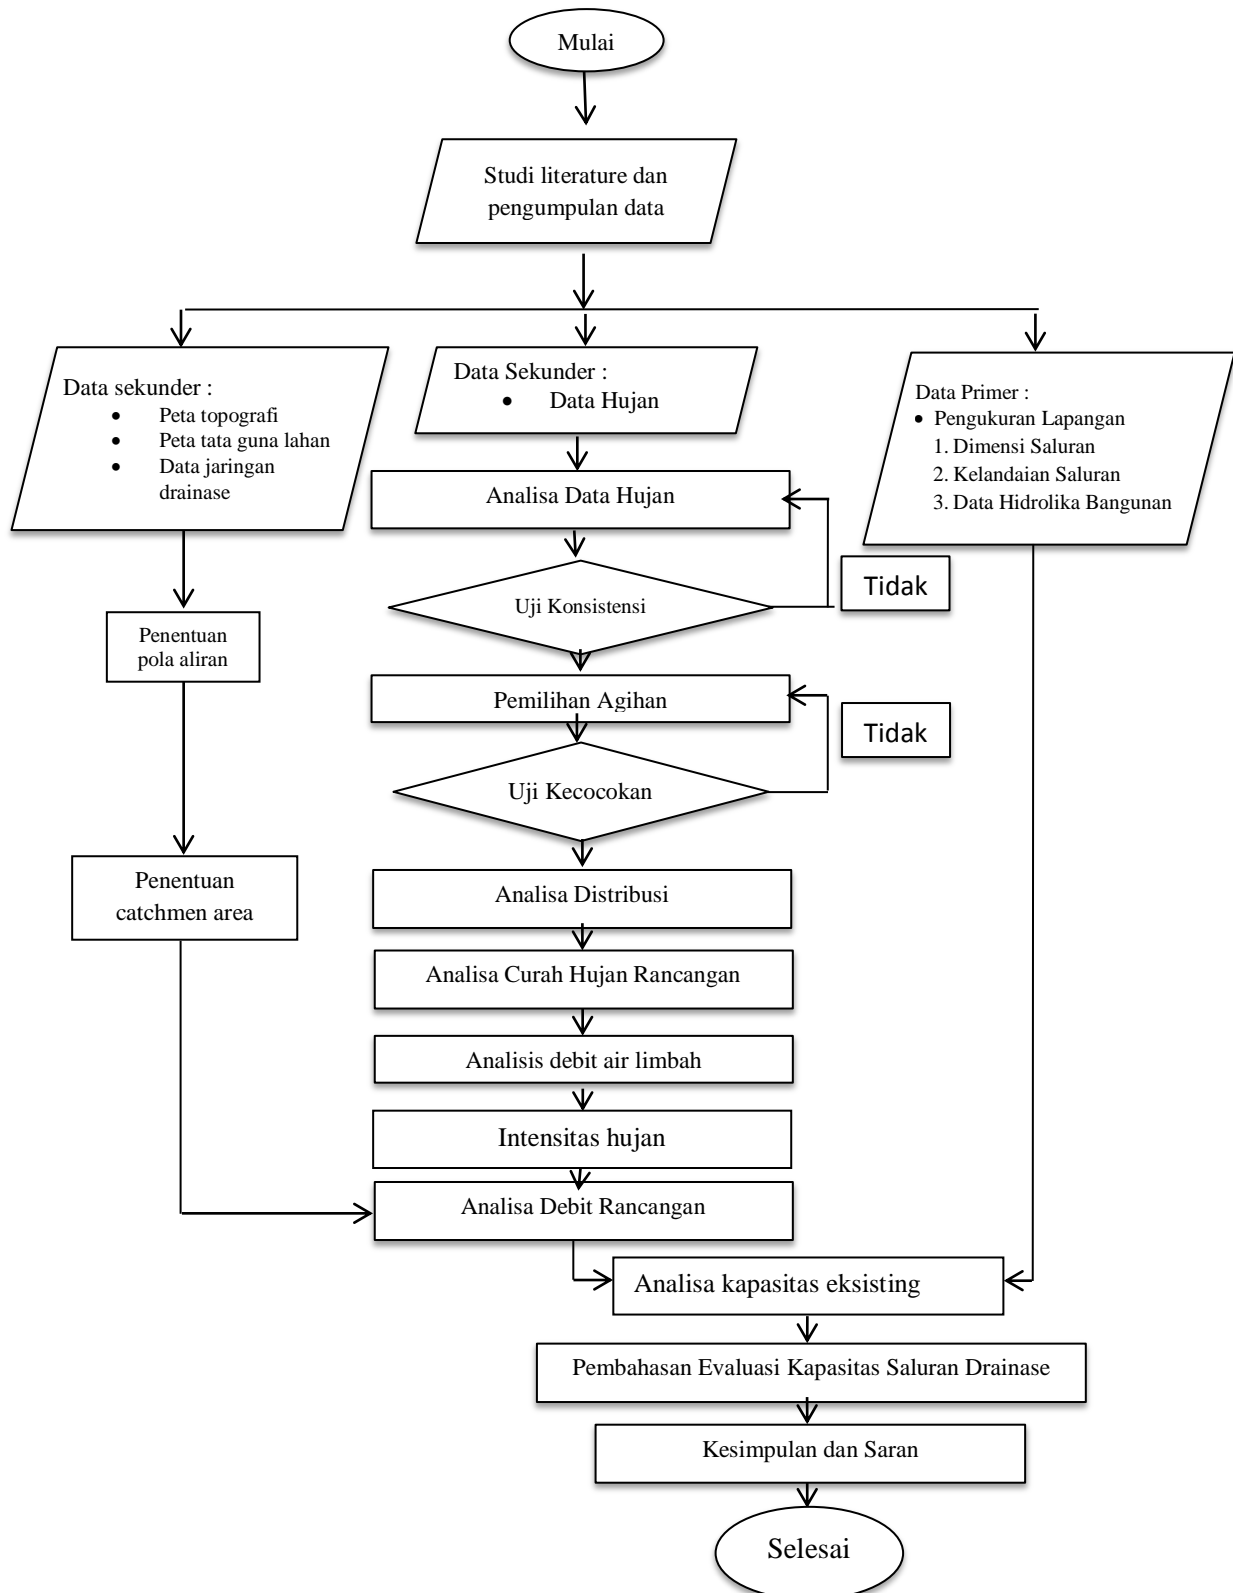 Mulai
Studi literature dan
pengumpulan data
Data sekunder :
• Peta topografi
• Peta tata guna lahan
• Data jaringan
drainase
Data Sekunder :
• Data Hujan
Data Primer :
• Pengukuran Lapangan
1. Dimensi Saluran
2. Kelandaian Saluran
3. Data Hidrolika Bangunan
Analisa Data Hujan
Tidak
Uji Konsistensi
Penentuan
pola aliran
Pemilihan Agihan
Tidak
Uji Kecocokan
Penentuan
catchmen area
Analisa Distribusi
Analisa Curah Hujan Rancangan
Analisis debit air limbah
Intensitas hujan
Analisa Debit Rancangan
Analisa kapasitas eksisting
Pembahasan Evaluasi Kapasitas Saluran Drainase
Kesimpulan dan Saran
Selesai